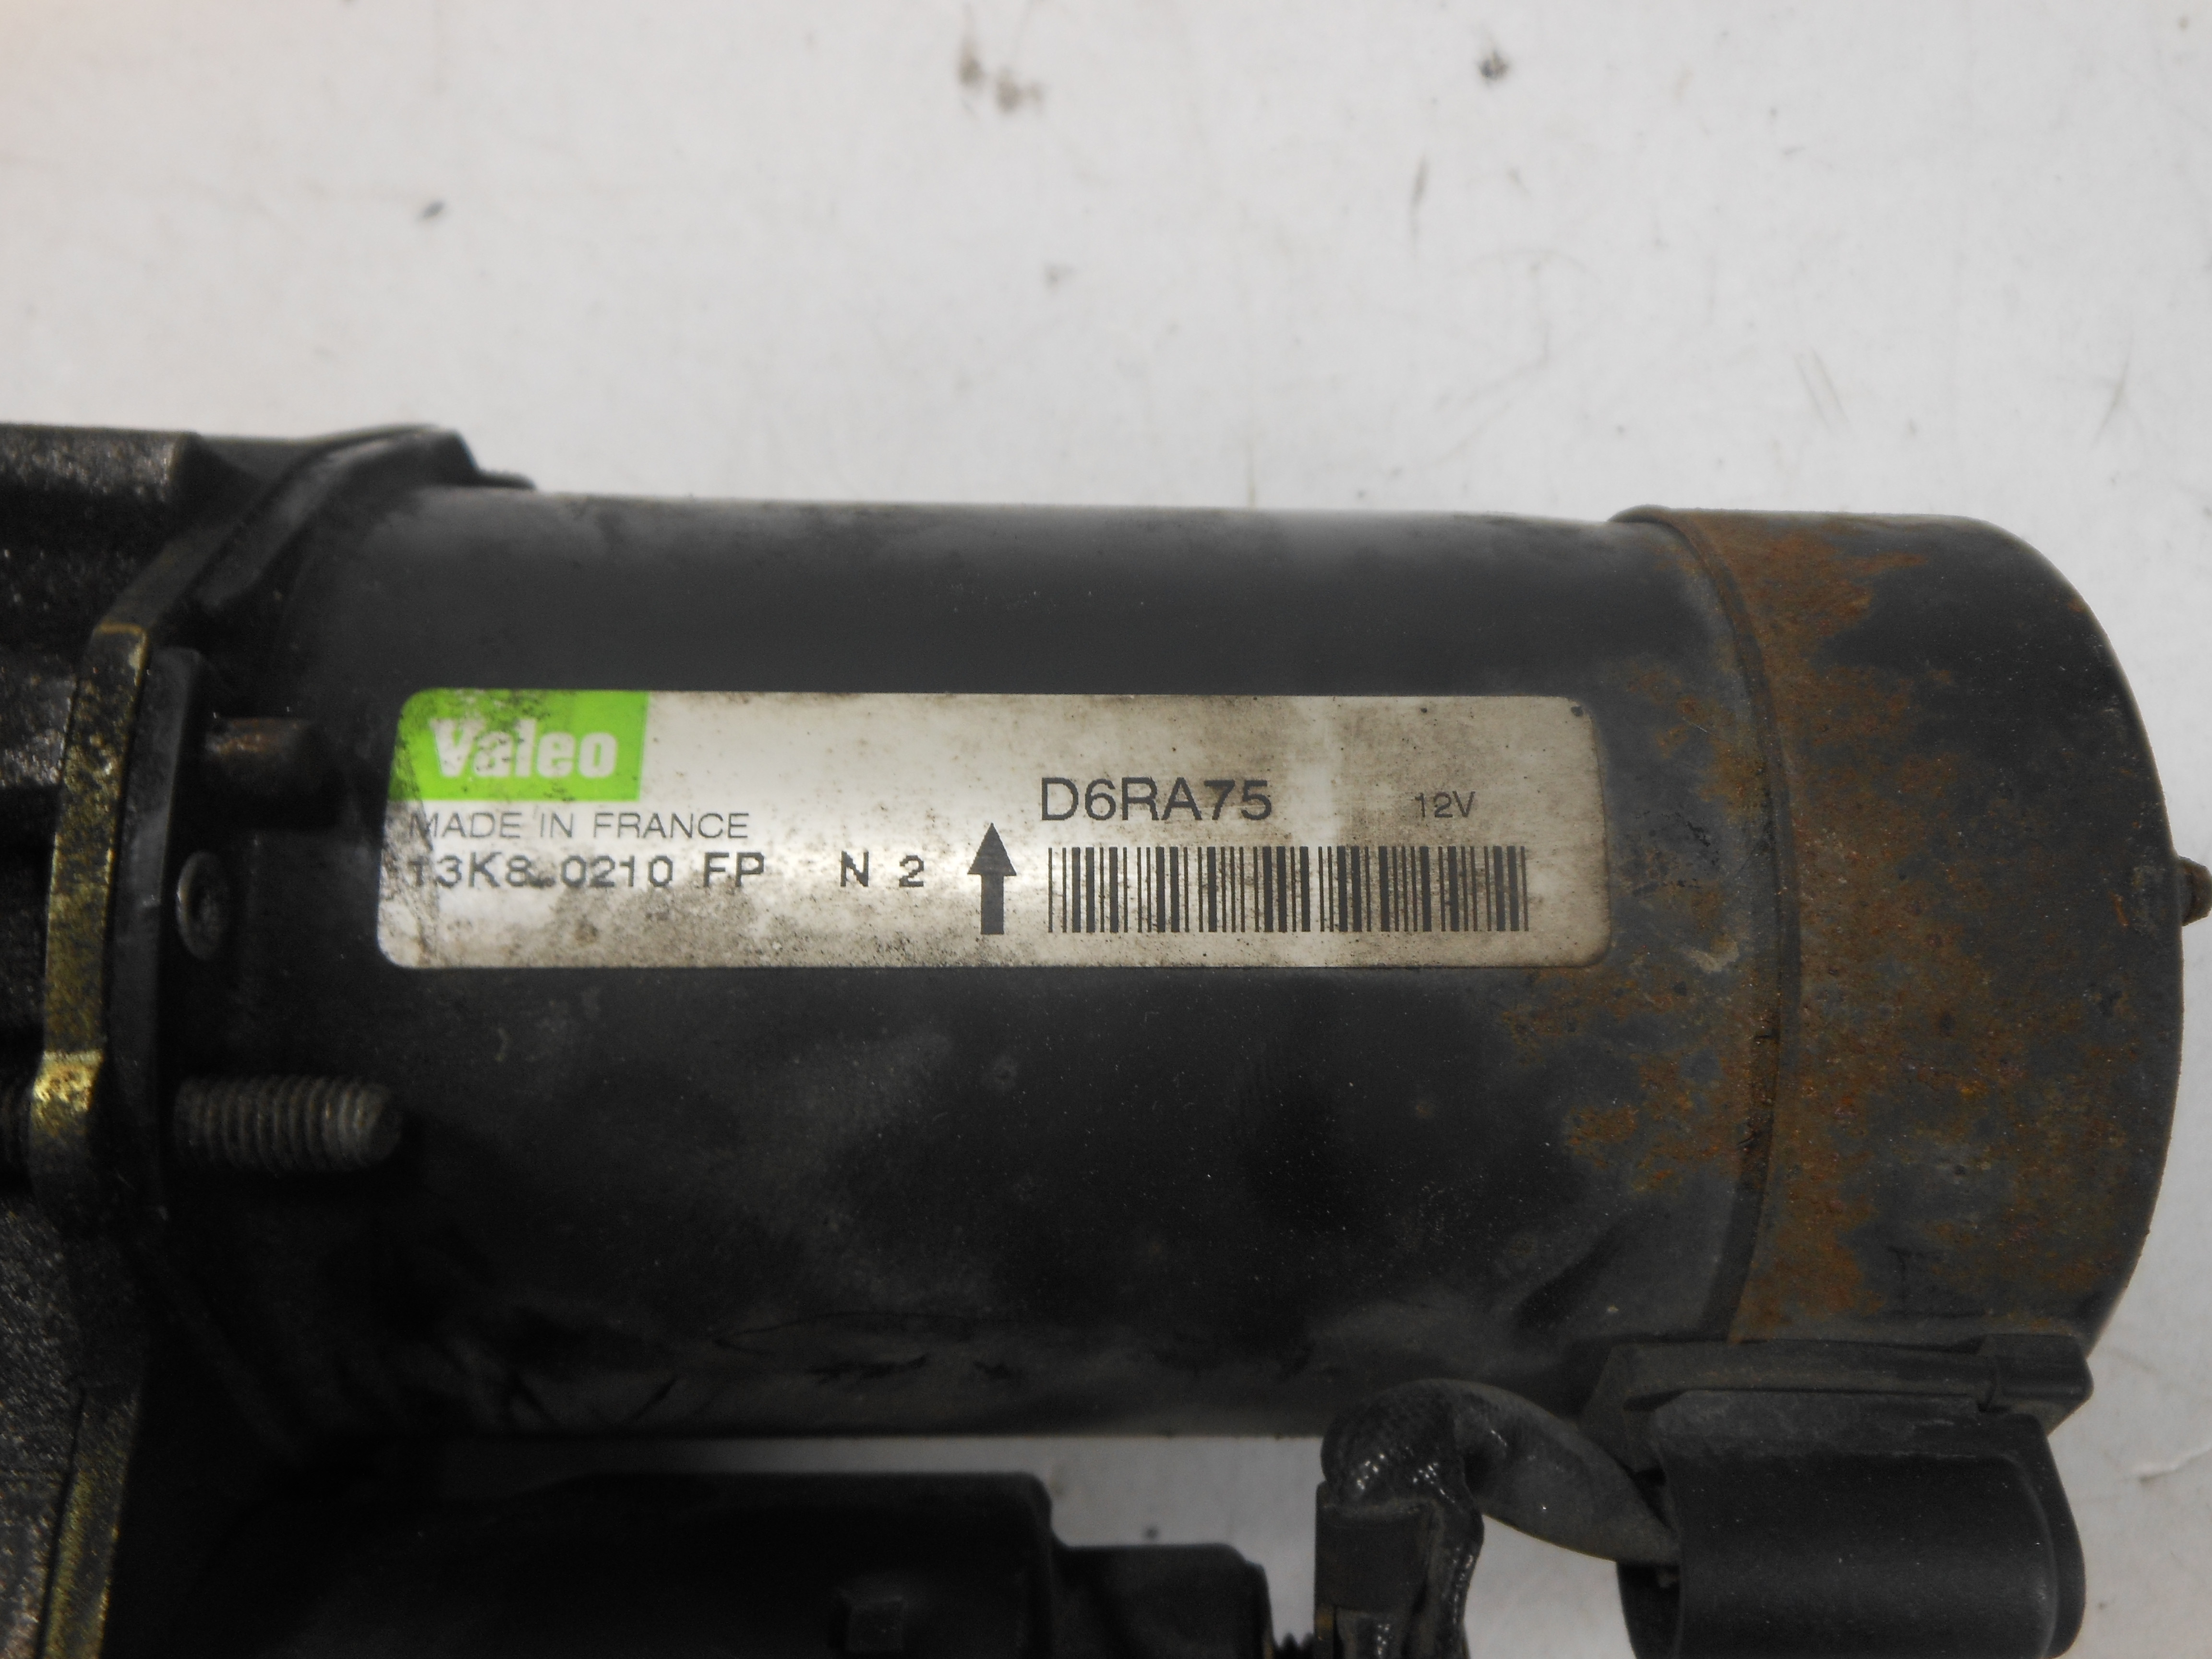 Valeo
D6RA75 12V
MADE IN FRANCE
13K8 0210 FP N 2